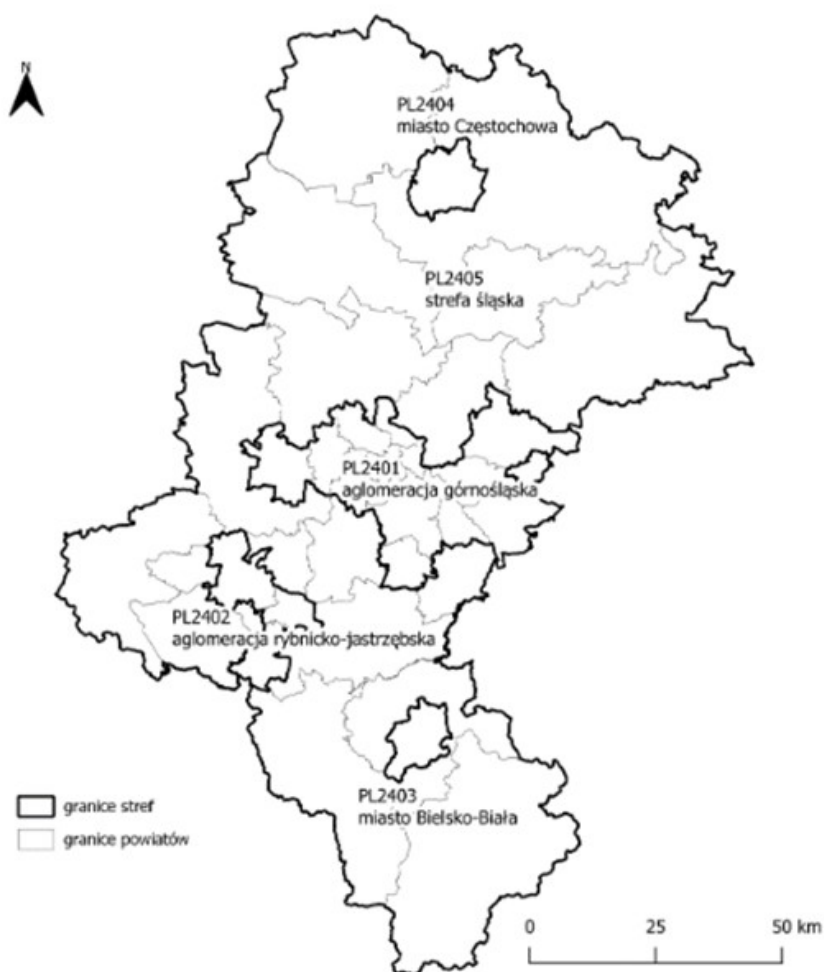 N
PL2404
miasto Częstochowa
PL2405
strefa śląska
PL2401
aglomeracja górnośląska
PL2402
aglomeracja rybnicko-jastrzębska
PL2403
miasto Bielsko-Biała
granice stref
granice powiatów
0 25 50 km